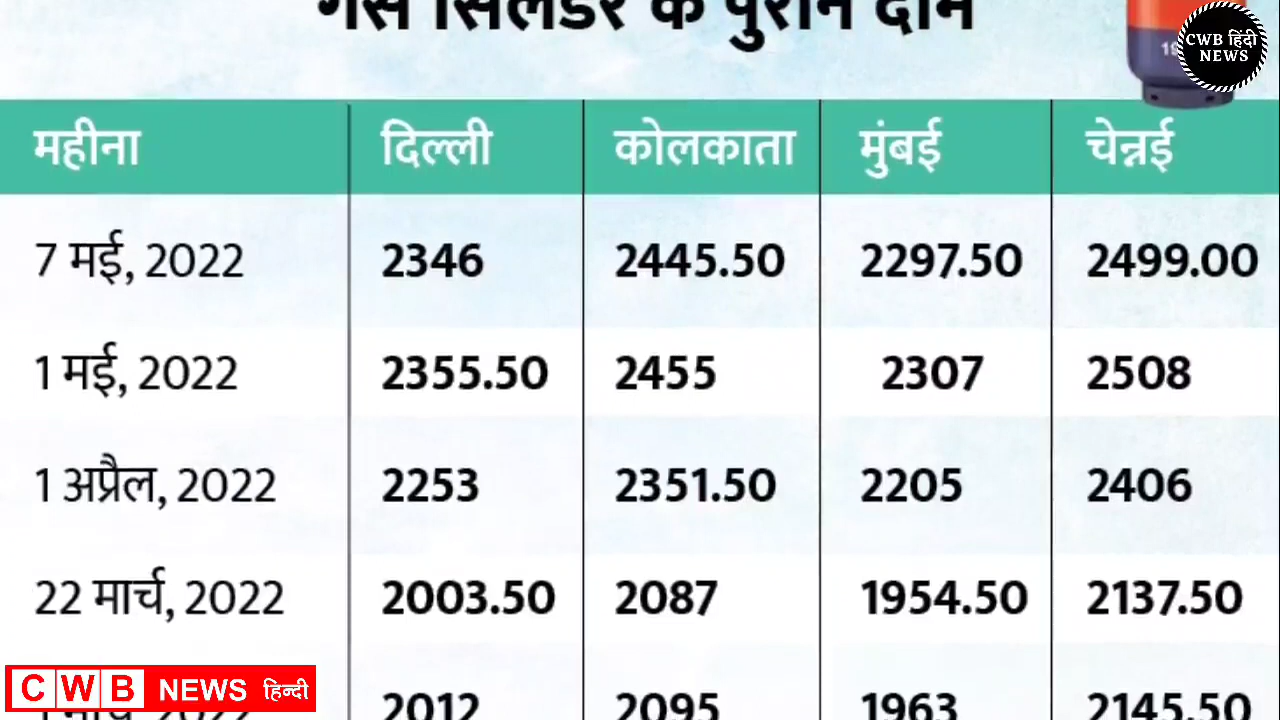 गैस सिलेंडर के पुराने दाम
CWB हिंदी
NEWS
महीना दिल्ली कोलकाता मुंबई चेन्नई
7 मई, 2022 2346 2445.50 2297.50 2499.00
1 मई, 2022 2355.50 2455 2307 2508
1 अप्रैल, 2022 2253 2351.50 2205 2406
22 मार्च, 2022 2003.50 2087 1954.50 2137.50
2012 2095 1963 2145.50
CWB NEWS हिन्दी